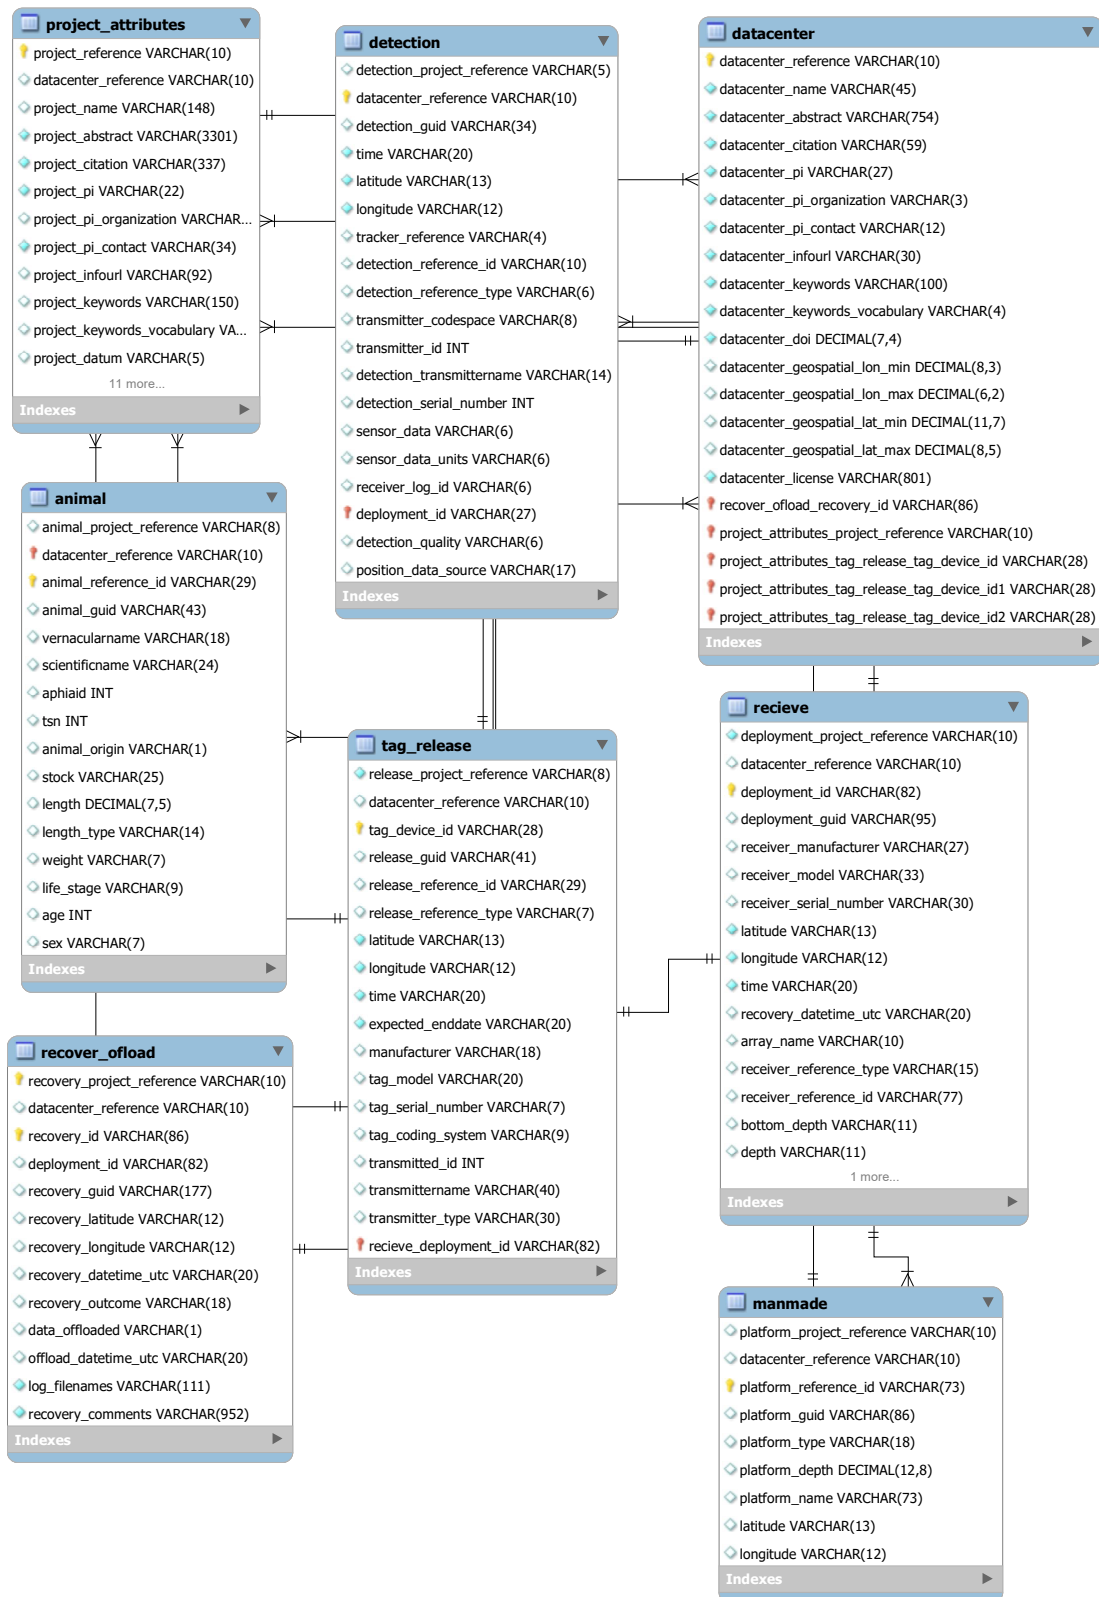 project_attributes
project_reference VARCHAR(10)
datacenter_reference VARCHAR(10)
project_name VARCHAR(148)
project_abstract VARCHAR(3301)
project_citation VARCHAR(337)
project_pi VARCHAR(22)
project_pi_organization VARCHAR...
project_pi_contact VARCHAR(34)
project_infourl VARCHAR(92)
project_keywords VARCHAR(150)
project_keywords_vocabulary VA...
project_datum VARCHAR(5)
11 more...
Indexes
detection
detection_project_reference VARCHAR(5)
datacenter_reference VARCHAR(10)
detection_guid VARCHAR(34)
time VARCHAR(20)
latitude VARCHAR(13)
longitude VARCHAR(12)
tracker_reference VARCHAR(4)
detection_reference_id VARCHAR(10)
detection_reference_type VARCHAR(6)
transmitter_codespace VARCHAR(8)
transmitter_id INT
detection_transmittername VARCHAR(14)
detection_serial_number INT
sensor_data VARCHAR(6)
sensor_data_units VARCHAR(6)
receiver_log_id VARCHAR(6)
deployment_id VARCHAR(27)
detection_quality VARCHAR(6)
position_data_source VARCHAR(17)
Indexes
datacenter
datacenter_reference VARCHAR(10)
datacenter_name VARCHAR(45)
datacenter_abstract VARCHAR(754)
datacenter_citation VARCHAR(59)
datacenter_pi VARCHAR(27)
datacenter_pi_organization VARCHAR(3)
datacenter_pi_contact VARCHAR(12)
datacenter_infourl VARCHAR(30)
datacenter_keywords VARCHAR(100)
datacenter_keywords_vocabulary VARCHAR(4)
datacenter_doi DECIMAL(7,4)
datacenter_geospatial_lon_min DECIMAL(8,3)
datacenter_geospatial_lon_max DECIMAL(6,2)
datacenter_geospatial_lat_min DECIMAL(11,7)
datacenter_geospatial_lat_max DECIMAL(8,5)
datacenter_license VARCHAR(801)
recover_ofload_recovery_id VARCHAR(86)
project_attributes_project_reference VARCHAR(10)
project_attributes_tag_release_tag_device_id VARCHAR(28)
project_attributes_tag_release_tag_device_id1 VARCHAR(28)
project_attributes_tag_release_tag_device_id2 VARCHAR(28)
Indexes
animal
animal_project_reference VARCHAR(8)
datacenter_reference VARCHAR(10)
animal_reference_id VARCHAR(29)
animal_guid VARCHAR(43)
vernacularname VARCHAR(18)
scientificname VARCHAR(24)
aphiaid INT
tsn INT
animal_origin VARCHAR(1)
stock VARCHAR(25)
length DECIMAL(7,5)
length_type VARCHAR(14)
weight VARCHAR(7)
life_stage VARCHAR(9)
age INT
sex VARCHAR(7)
Indexes
tag_release
release_project_reference VARCHAR(8)
datacenter_reference VARCHAR(10)
tag_device_id VARCHAR(28)
release_guid VARCHAR(41)
release_reference_id VARCHAR(29)
release_reference_type VARCHAR(7)
latitude VARCHAR(13)
longitude VARCHAR(12)
time VARCHAR(20)
expected_enddate VARCHAR(20)
manufacturer VARCHAR(18)
tag_model VARCHAR(20)
tag_serial_number VARCHAR(7)
tag_coding_system VARCHAR(9)
transmitted_id INT
transmittername VARCHAR(40)
transmitter_type VARCHAR(30)
recieve_deployment_id VARCHAR(82)
Indexes
recieve
deployment_project_reference VARCHAR(10)
datacenter_reference VARCHAR(10)
deployment_id VARCHAR(82)
deployment_guid VARCHAR(95)
receiver_manufacturer VARCHAR(27)
receiver_model VARCHAR(33)
receiver_serial_number VARCHAR(30)
latitude VARCHAR(13)
longitude VARCHAR(12)
time VARCHAR(20)
recovery_datetime_utc VARCHAR(20)
array_name VARCHAR(10)
receiver_reference_type VARCHAR(15)
receiver_reference_id VARCHAR(77)
bottom_depth VARCHAR(11)
depth VARCHAR(11)
1 more...
Indexes
recover_ofload
recovery_project_reference VARCHAR(10)
datacenter_reference VARCHAR(10)
recovery_id VARCHAR(86)
deployment_id VARCHAR(82)
recovery_guid VARCHAR(177)
recovery_latitude VARCHAR(12)
recovery_longitude VARCHAR(12)
recovery_datetime_utc VARCHAR(20)
recovery_outcome VARCHAR(18)
data_offloaded VARCHAR(1)
offload_datetime_utc VARCHAR(20)
log_filenames VARCHAR(111)
recovery_comments VARCHAR(952)
Indexes
manmade
platform_project_reference VARCHAR(10)
datacenter_reference VARCHAR(10)
platform_reference_id VARCHAR(73)
platform_guid VARCHAR(86)
platform_type VARCHAR(18)
platform_depth DECIMAL(12,8)
platform_name VARCHAR(73)
latitude VARCHAR(13)
longitude VARCHAR(12)
Indexes